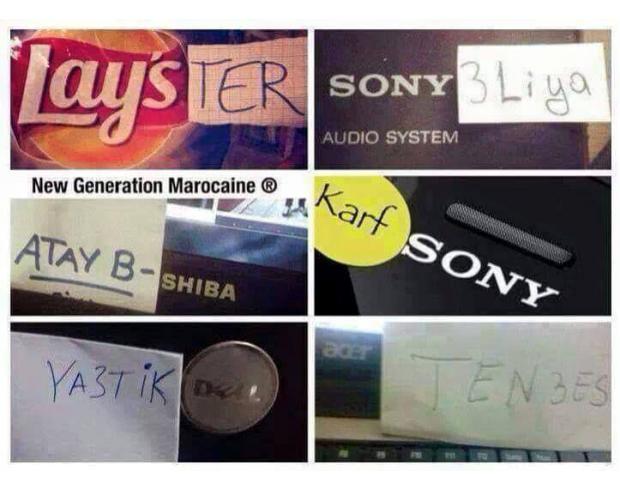 Lay's TER
SONY 3Liya
AUDIO SYSTEM
New Generation Marocaine ®
ATAY B-SHIBA
Karf SONY
YA3TiK DELL
acer TEN3ES